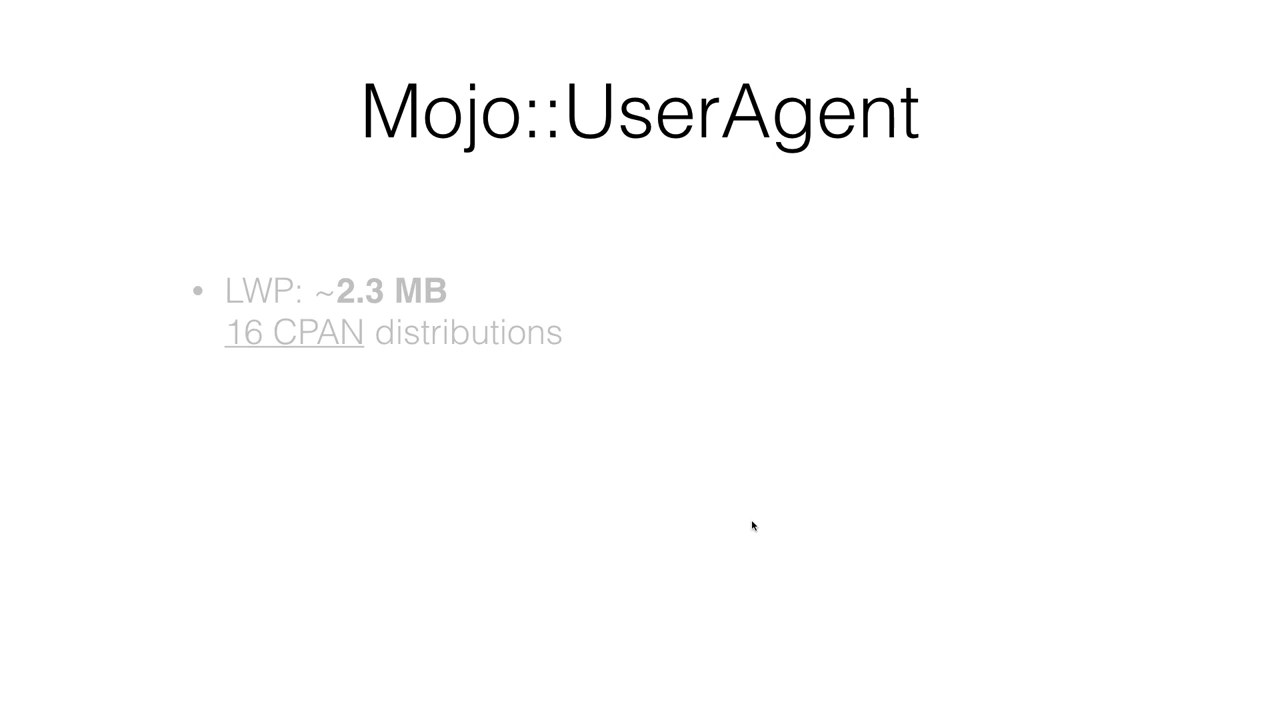 Mojo::UserAgent
• LWP: ~2.3 MB
16 CPAN distributions